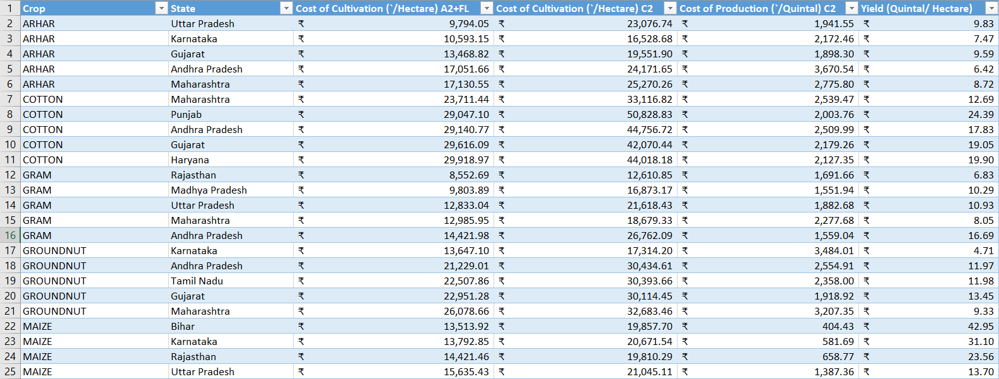 1 Crop State Cost of Cultivation (`/Hectare) A2+FL Cost of Cultivation (`/Hectare) C2 Cost of Production (`/Quintal) C2 Yield (Quintal/ Hectare)
2 ARHAR Uttar Pradesh ₹ 9,794.05 ₹ 23,076.74 ₹ 1,941.55 ₹ 9.83
3 ARHAR Karnataka ₹ 10,593.15 ₹ 16,528.68 ₹ 2,172.46 ₹ 7.47
4 ARHAR Gujarat ₹ 13,468.82 ₹ 19,551.90 ₹ 1,898.30 ₹ 9.59
5 ARHAR Andhra Pradesh ₹ 17,051.66 ₹ 24,171.65 ₹ 3,670.54 ₹ 6.42
6 ARHAR Maharashtra ₹ 17,130.55 ₹ 25,270.26 ₹ 2,775.80 ₹ 8.72
7 COTTON Maharashtra ₹ 23,711.44 ₹ 33,116.82 ₹ 2,539.47 ₹ 12.69
8 COTTON Punjab ₹ 29,047.10 ₹ 50,828.83 ₹ 2,003.76 ₹ 24.39
9 COTTON Andhra Pradesh ₹ 29,140.77 ₹ 44,756.72 ₹ 2,509.99 ₹ 17.83
10 COTTON Gujarat ₹ 29,616.09 ₹ 42,070.44 ₹ 2,179.26 ₹ 19.05
11 COTTON Haryana ₹ 29,918.97 ₹ 44,018.18 ₹ 2,127.35 ₹ 19.90
12 GRAM Rajasthan ₹ 8,552.69 ₹ 12,610.85 ₹ 1,691.66 ₹ 6.83
13 GRAM Madhya Pradesh ₹ 9,803.89 ₹ 16,873.17 ₹ 1,551.94 ₹ 10.29
14 GRAM Uttar Pradesh ₹ 12,833.04 ₹ 21,618.43 ₹ 1,882.68 ₹ 10.93
15 GRAM Maharashtra ₹ 12,985.95 ₹ 18,679.33 ₹ 2,277.68 ₹ 8.05
16 GRAM Andhra Pradesh ₹ 14,421.98 ₹ 26,762.09 ₹ 1,559.04 ₹ 16.69
17 GROUNDNUT Karnataka ₹ 13,647.10 ₹ 17,314.20 ₹ 3,484.01 ₹ 4.71
18 GROUNDNUT Andhra Pradesh ₹ 21,229.01 ₹ 30,434.61 ₹ 2,554.91 ₹ 11.97
19 GROUNDNUT Tamil Nadu ₹ 22,507.86 ₹ 30,393.66 ₹ 2,358.00 ₹ 11.98
20 GROUNDNUT Gujarat ₹ 22,951.28 ₹ 30,114.45 ₹ 1,918.92 ₹ 13.45
21 GROUNDNUT Maharashtra ₹ 26,078.66 ₹ 32,683.46 ₹ 3,207.35 ₹ 9.33
22 MAIZE Bihar ₹ 13,513.92 ₹ 19,857.70 ₹ 404.43 ₹ 42.95
23 MAIZE Karnataka ₹ 13,792.85 ₹ 20,671.54 ₹ 581.69 ₹ 31.10
24 MAIZE Rajasthan ₹ 14,421.46 ₹ 19,810.29 ₹ 658.77 ₹ 23.56
25 MAIZE Uttar Pradesh ₹ 15,635.43 ₹ 21,045.11 ₹ 1,387.36 ₹ 13.70